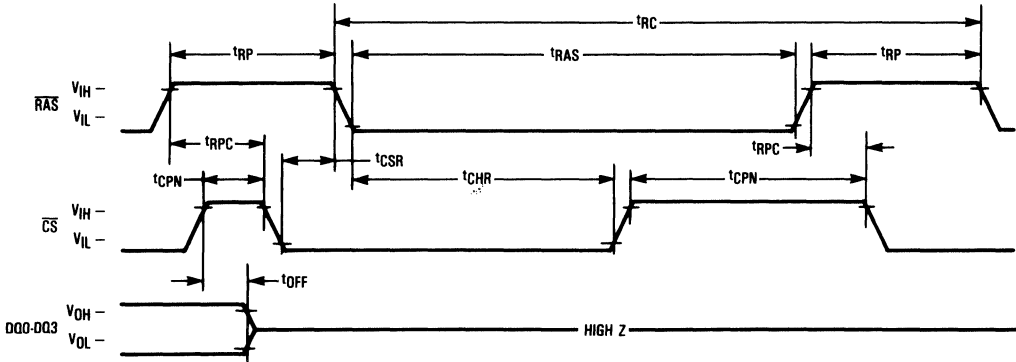 tRC
tRP
tRAS
tRP
RAS
VIH
VIL
tRPC
tCSR
tRPC
tCPN
tCHR
tCPN
CS
VIH
VIL
tOFF
DQ0-DQ3
VOH
VOL
HIGH Z